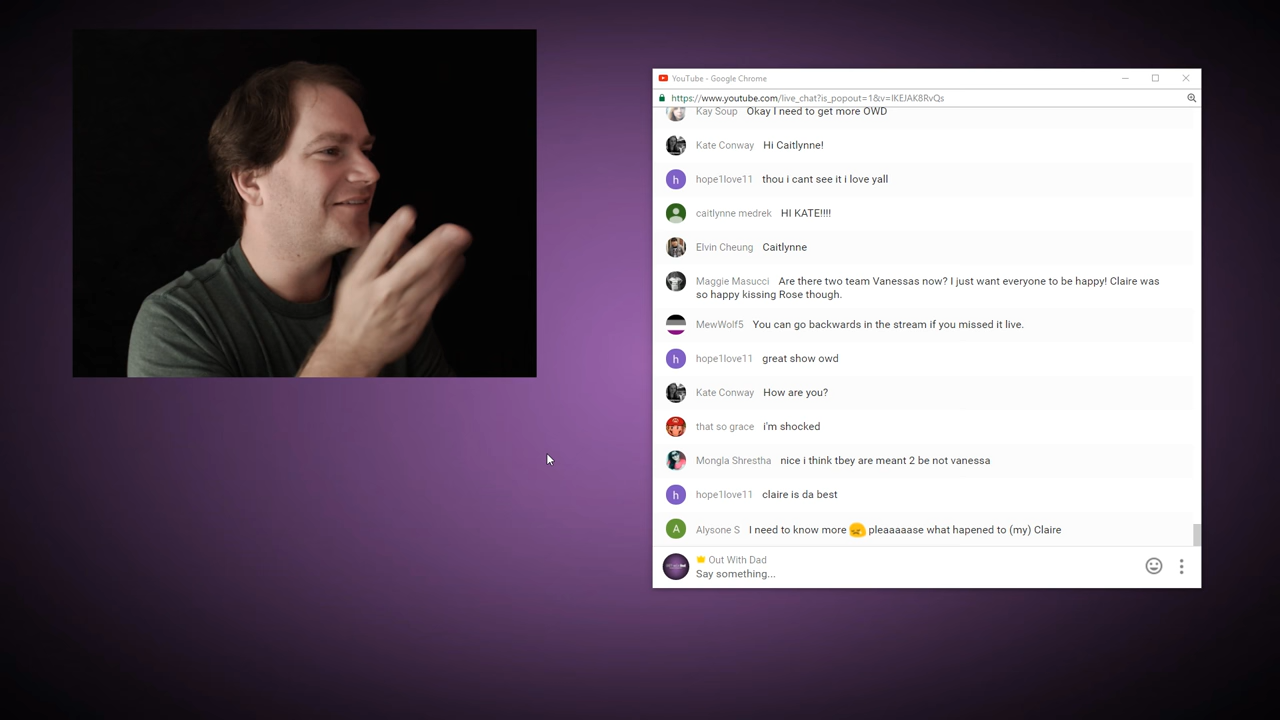 YouTube - Google Chrome
https://www.youtube.com/live_chat?is_popout=1&v=IKEJAK8RvQs
Kay Soup Okay I need to get more OWD
Kate Conway Hi Caitlynne!
h hope1love11 thou i cant see it i love yall
caitlynne medrek HI KATE!!!!
Elvin Cheung Caitlynne
Maggie Masucci Are there two team Vanessas now? I just want everyone to be happy! Claire was
so happy kissing Rose though.
MewWolf5 You can go backwards in the stream if you missed it live.
h hope1love11 great show owd
Kate Conway How are you?
that so grace i'm shocked
Mongla Shrestha nice i think tbey are meant 2 be not vanessa
h hope1love11 claire is da best
A Alysone S I need to know more 😞 pleaaaaase what hapened to (my) Claire
Out With Dad
Say something...